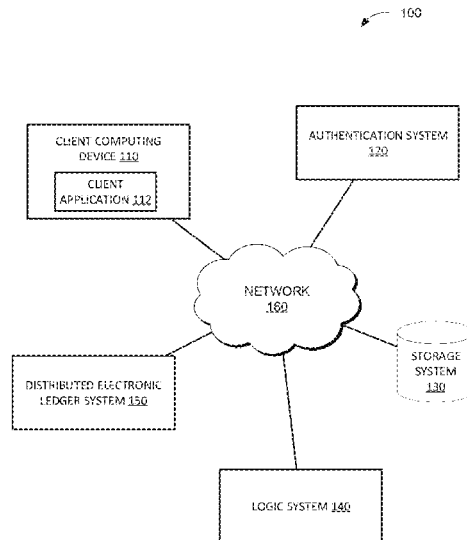 100
CLIENT COMPUTING
DEVICE 110
CLIENT
APPLICATION 112
AUTHENTICATION SYSTEM
120
NETWORK
160
STORAGE
SYSTEM
130
DISTRIBUTED ELECTRONIC
LEDGER SYSTEM 150
LOGIC SYSTEM 140